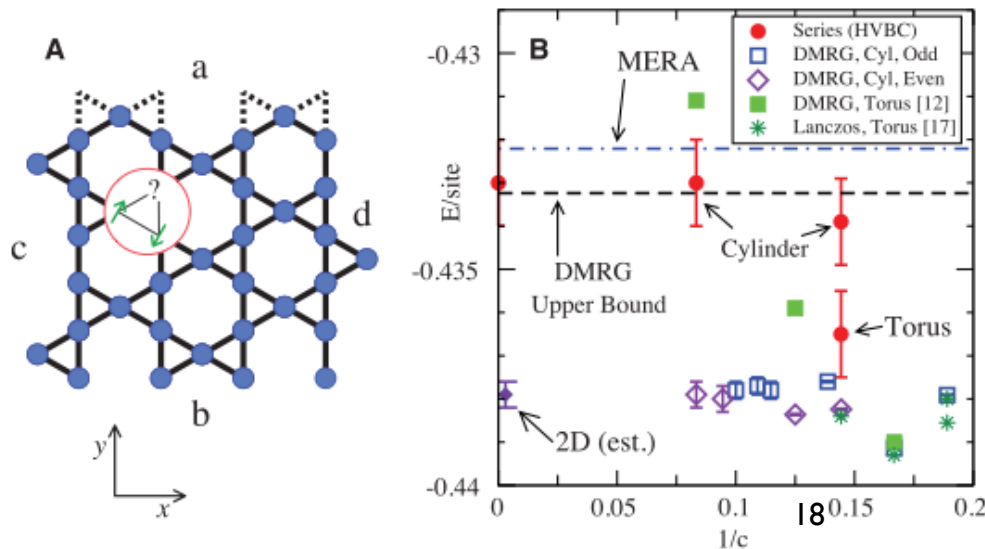 A
a
?
c
d
b
y
x
B
Series (HVBC)
DMRG, Cyl, Odd
DMRG, Cyl, Even
DMRG, Torus [12]
Lanczos, Torus [17]
MERA
Cylinder
DMRG
Upper Bound
Torus
2D (est.)
E/site
-0.43
-0.435
-0.44
0
0.05
0.1
0.15
0.2
18
1/c